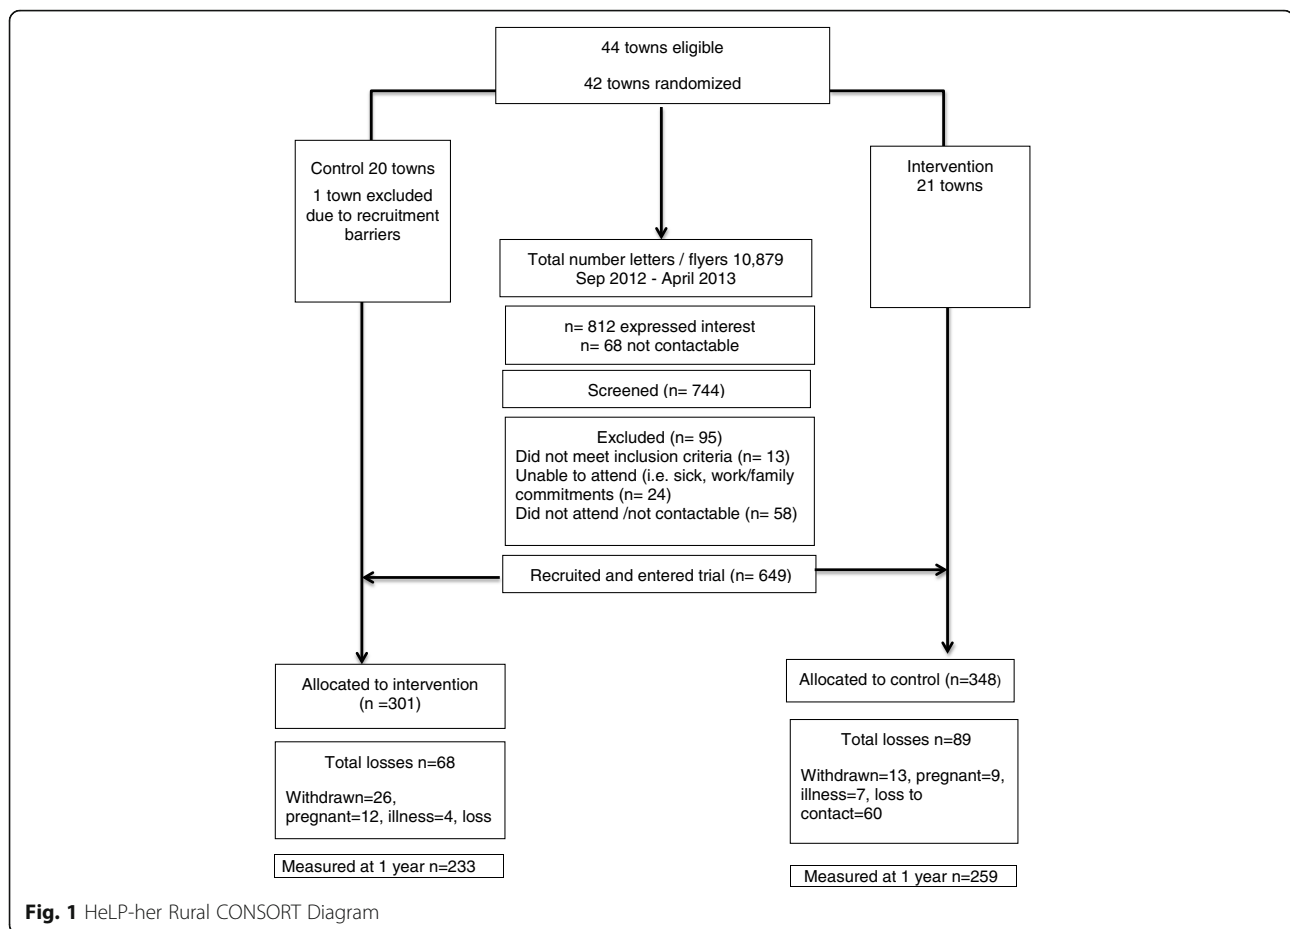 44 towns eligible
42 towns randomized
Control 20 towns
1 town excluded
due to recruitment
barriers
Intervention
21 towns
Total number letters / flyers 10,879
Sep 2012 - April 2013
n= 812 expressed interest
n= 68 not contactable
Screened (n= 744)
Excluded (n= 95)
Did not meet inclusion criteria (n= 13)
Unable to attend (i.e. sick, work/family
commitments (n= 24)
Did not attend /not contactable (n= 58)
Recruited and entered trial (n= 649)
Allocated to intervention
(n =301)
Allocated to control (n=348)
Total losses n=68
Withdrawn=26,
pregnant=12, illness=4, loss
Total losses n=89
Withdrawn=13, pregnant=9,
illness=7, loss to
contact=60
Measured at 1 year n=233
Measured at 1 year n=259
Fig. 1 HeLP-her Rural CONSORT Diagram